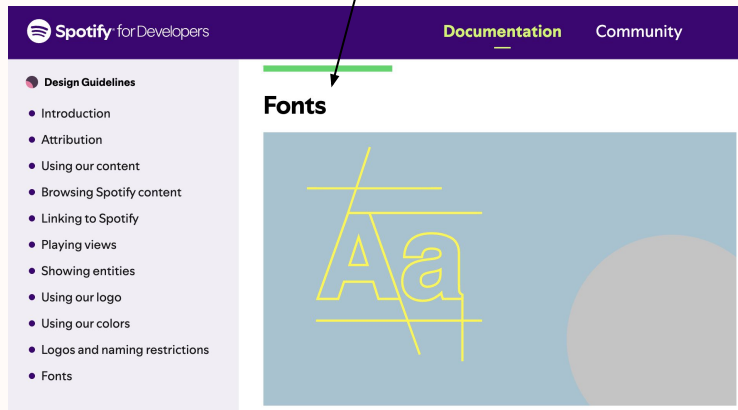 Spotify® for Developers
Documentation
Community
Design Guidelines
Introduction
Attribution
Using our content
Browsing Spotify content
Linking to Spotify
Playing views
Showing entities
Using our logo
Using our colors
Logos and naming restrictions
Fonts
Fonts
Aa